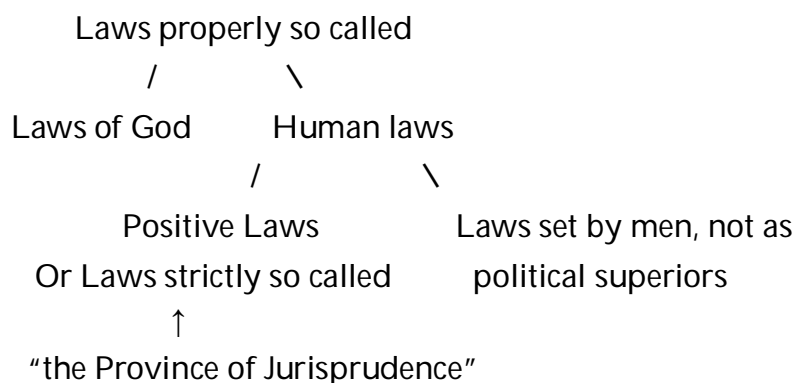 Laws properly so called
/ \
Laws of God Human laws
/ \
Positive Laws Laws set by men, not as
Or Laws strictly so called political superiors
↑
“the Province of Jurisprudence”